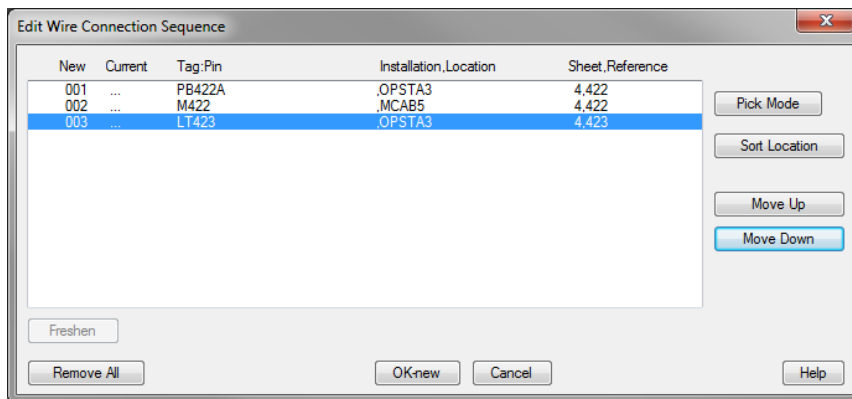 Edit Wire Connection Sequence
New Current Tag:Pin Installation,Location Sheet,Reference
001 ... PB422A ,OPSTA3 4,422
002 ... M422 ,MCAB5 4,422
003 ... LT423 ,OPSTA3 4,423
Pick Mode
Sort Location
Move Up
Move Down
Freshen
Remove All OK-new Cancel Help